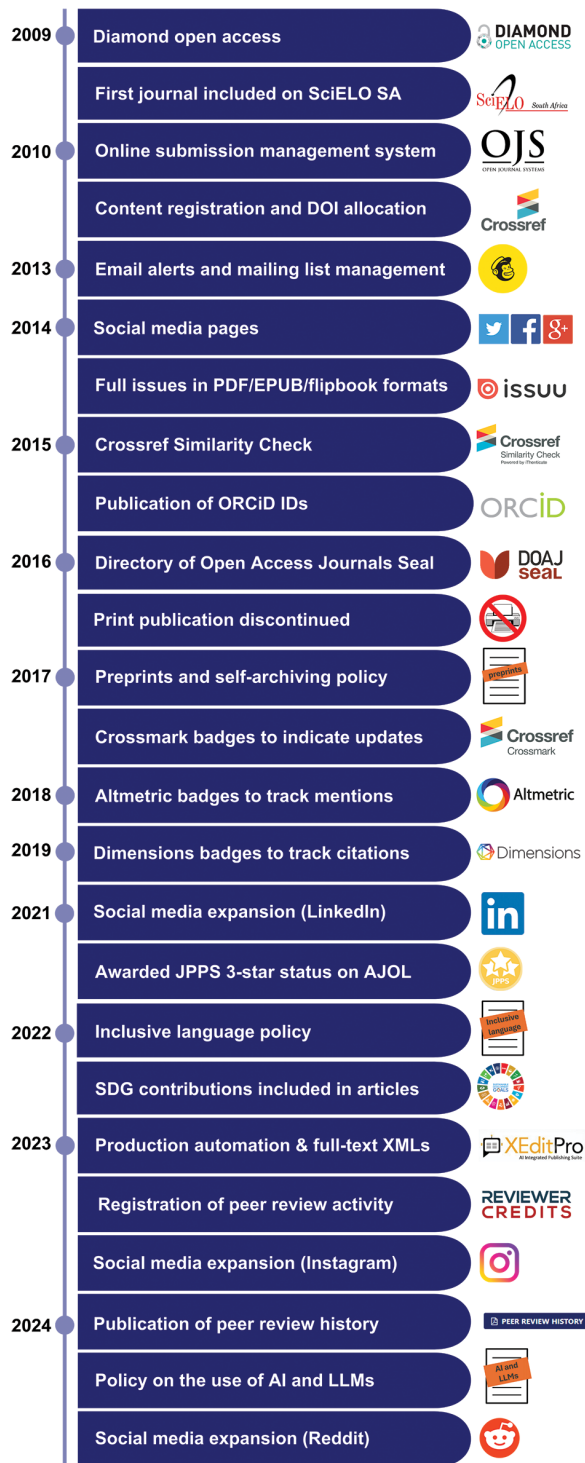 2009
Diamond open access
DIAMOND
OPEN ACCESS
First journal included on SciELO SA
SciELO South Africa
2010
Online submission management system
OJS
OPEN JOURNAL SYSTEMS
Content registration and DOI allocation
Crossref
2013
Email alerts and mailing list management
2014
Social media pages
g+
Full issues in PDF/EPUB/flipbook formats
issuu
2015
Crossref Similarity Check
Crossref
Similarity Check
Powered by iThenticate
Publication of ORCiD IDs
ORCiD
2016
Directory of Open Access Journals Seal
DOAJ
seal
Print publication discontinued
2017
Preprints and self-archiving policy
preprints
Crossmark badges to indicate updates
Crossref
Crossmark
2018
Altmetric badges to track mentions
Altmetric
2019
Dimensions badges to track citations
Dimensions
2021
Social media expansion (LinkedIn)
in
Awarded JPPS 3-star status on AJOL
JPPS
2022
Inclusive language policy
Inclusive
language
SDG contributions included in articles
GOALS
2023
Production automation & full-text XMLs
XEditPro
AI Integrated Publishing Suite
Registration of peer review activity
REVIEWER
CREDITS
Social media expansion (Instagram)
2024
Publication of peer review history
PEER REVIEW HISTORY
Policy on the use of AI and LLMs
AI and
LLMs
Social media expansion (Reddit)